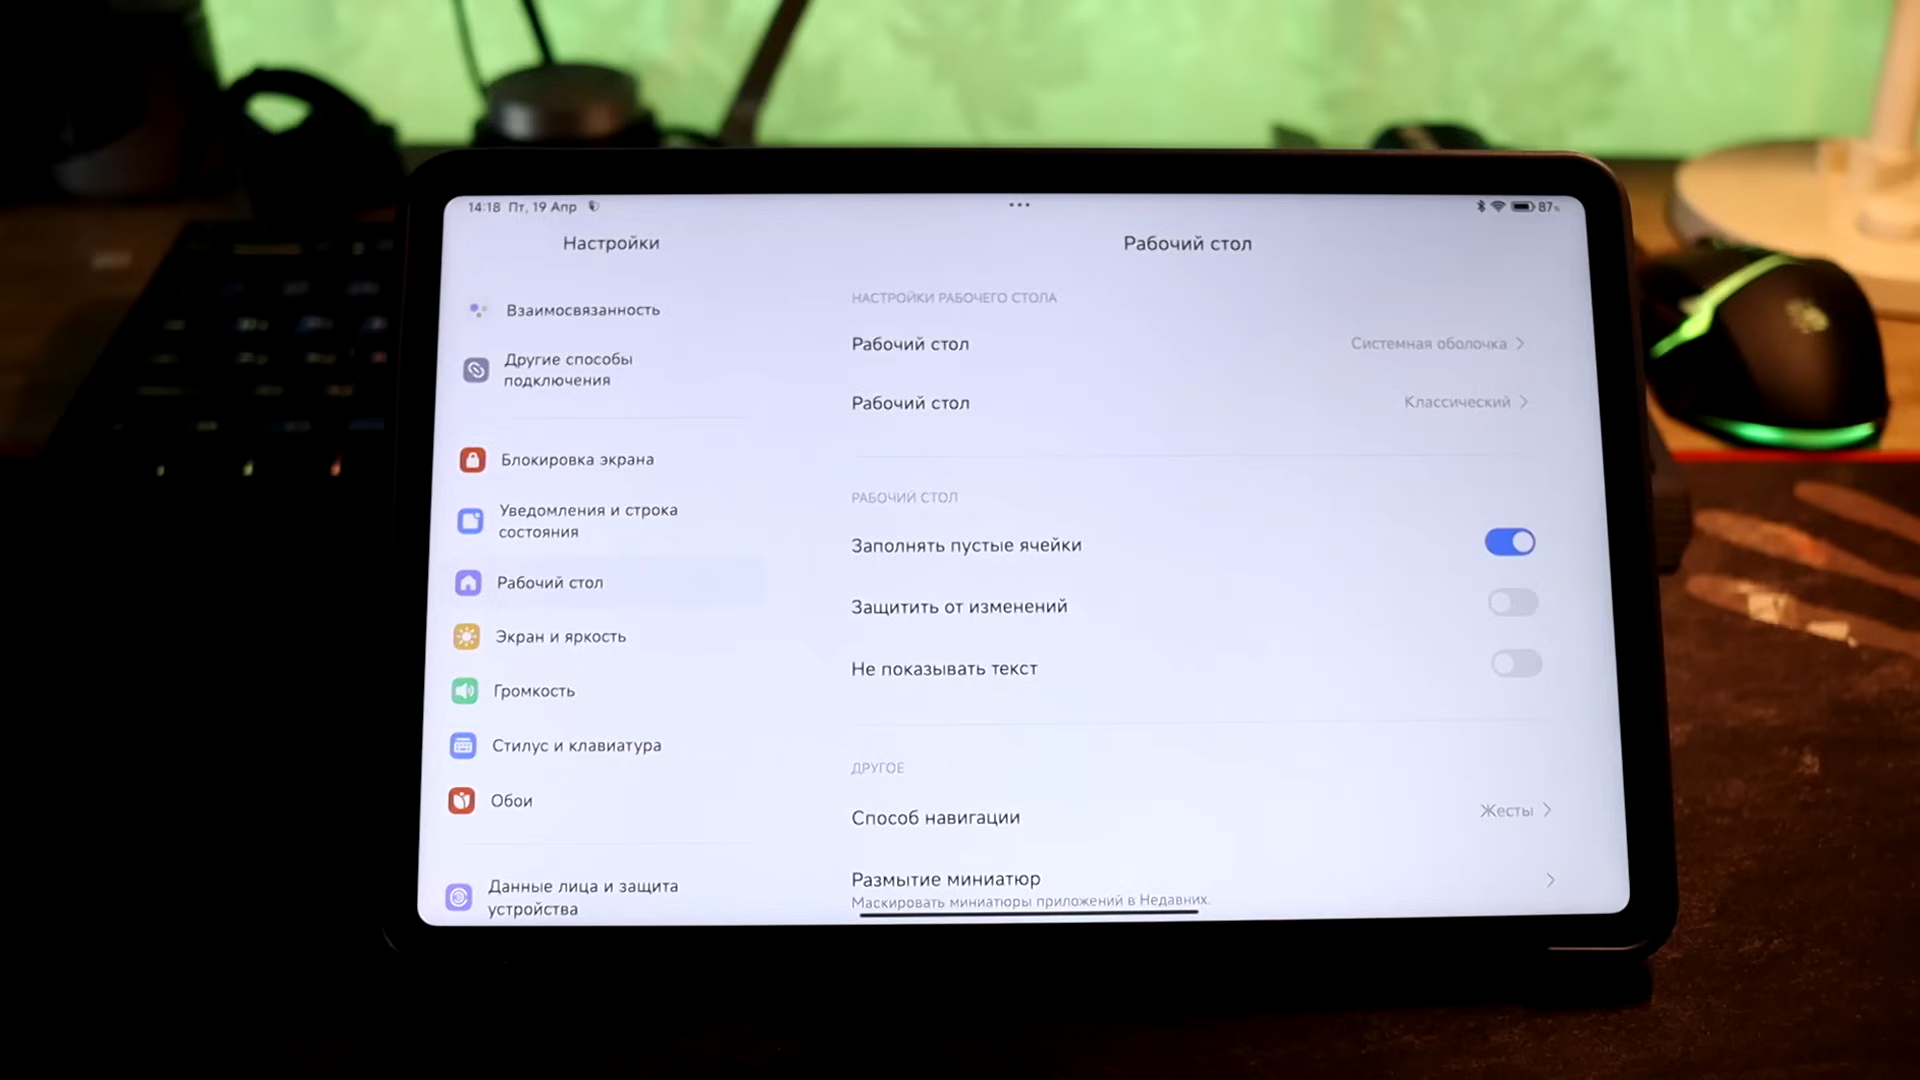 14:18 Пт, 19 Апр
87%
Настройки
Взаимосвязанность
Другие способы
подключения
Блокировка экрана
Уведомления и строка
состояния
Рабочий стол
Экран и яркость
Громкость
Стилус и клавиатура
Обои
Данные лица и защита
устройства
Рабочий стол
НАСТРОЙКИ РАБОЧЕГО СТОЛА
Рабочий стол Системная оболочка
Рабочий стол Классический
РАБОЧИЙ СТОЛ
Заполнять пустые ячейки
Защитить от изменений
Не показывать текст
ДРУГОЕ
Способ навигации Жесты
Размытие миниатюр
Маскировать миниатюры приложений в Недавних.